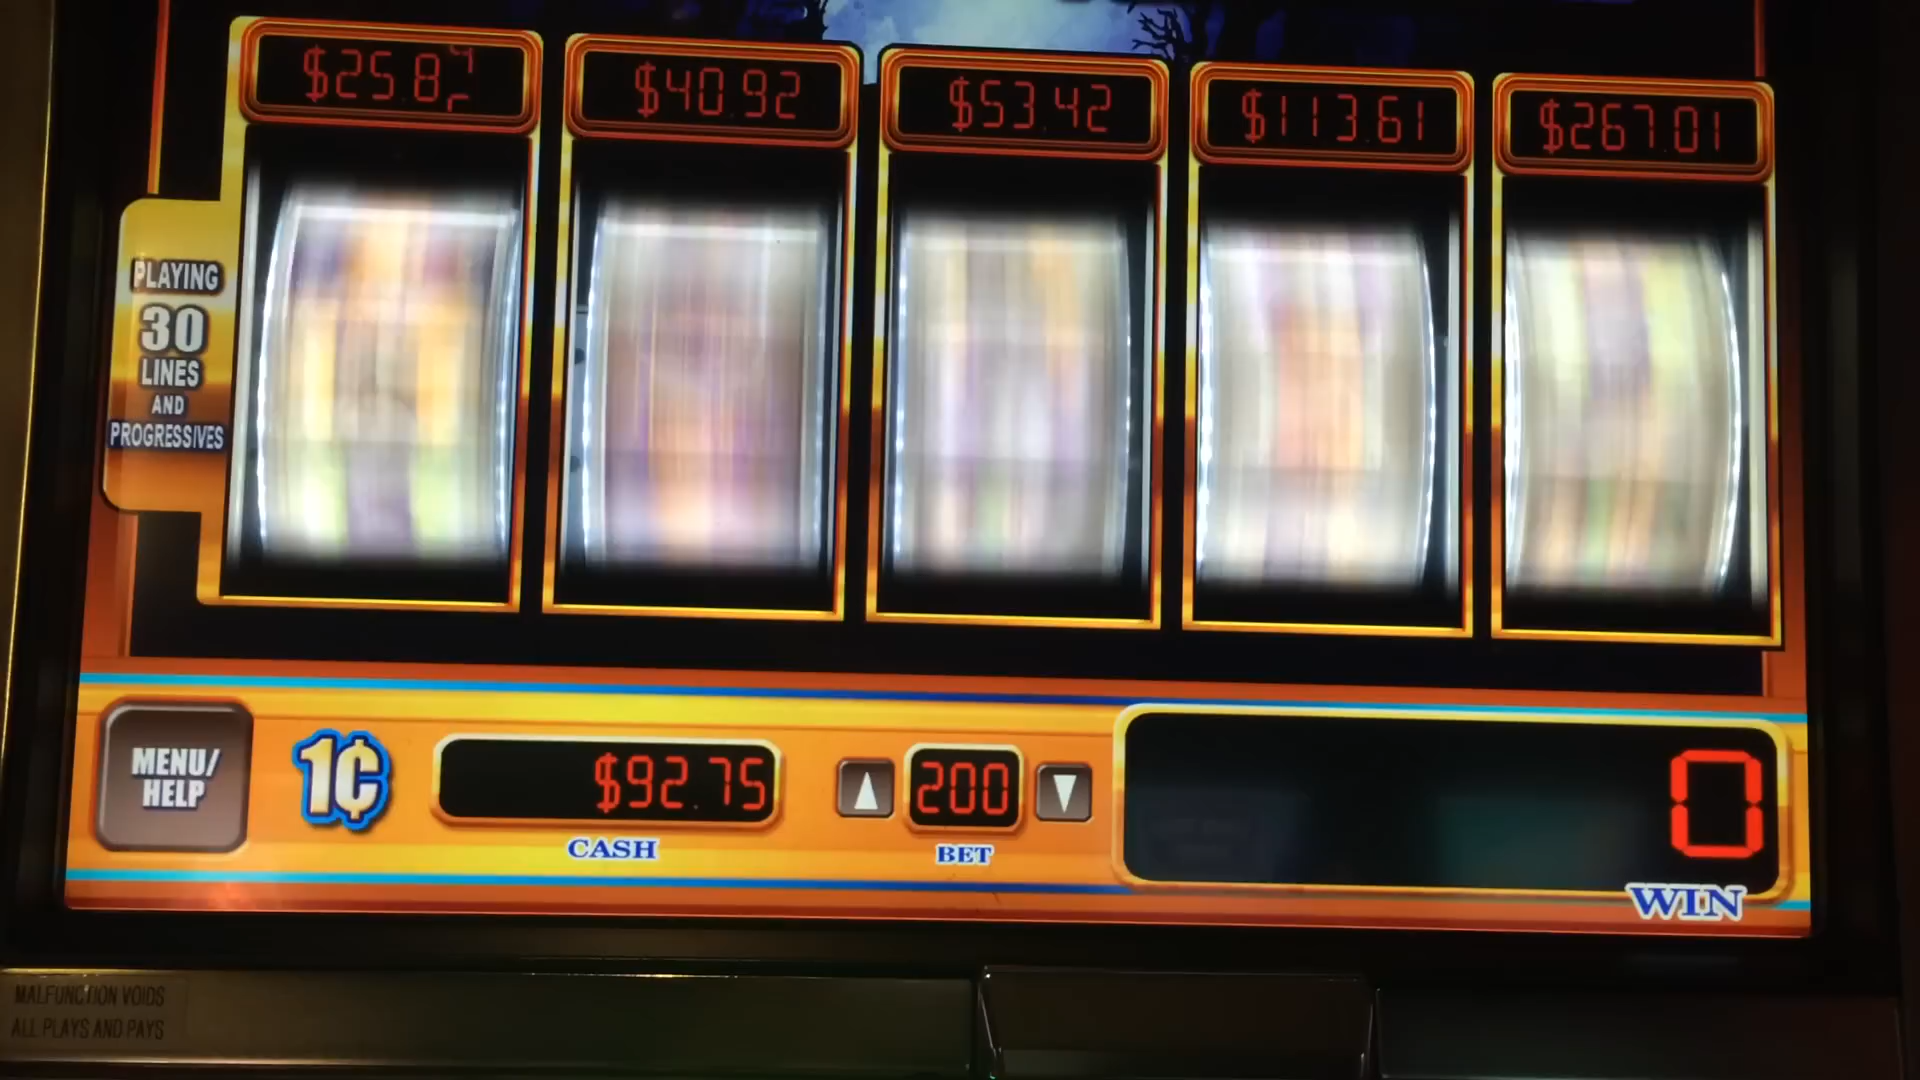 $40.92
$53.42
$113.61
$267.01
PLAYING
30
LINES
AND
PROGRESSIVES
MENU/
HELP
1¢
$92.75
CASH
200
BET
0
WIN
MALFUNCTION VOIDS
ALL PLAYS AND PAYS